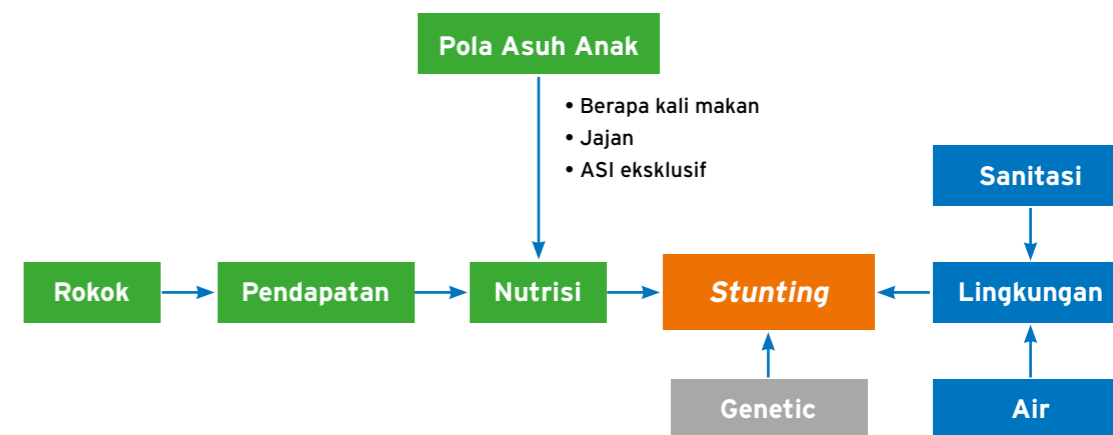 Pola Asuh Anak
• Berapa kali makan
• Jajan
• ASI eksklusif
Sanitasi
Rokok
Pendapatan
Nutrisi
Stunting
Lingkungan
Genetic
Air